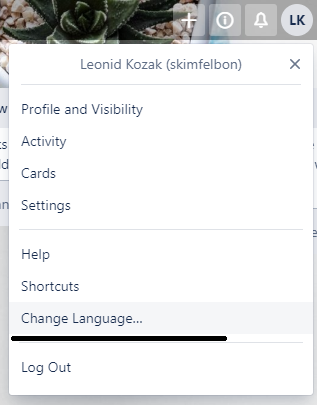 LK
Leonid Kozak (skimfelbon)
Profile and Visibility
Activity
Cards
Settings
Help
Shortcuts
Change Language...
Log Out